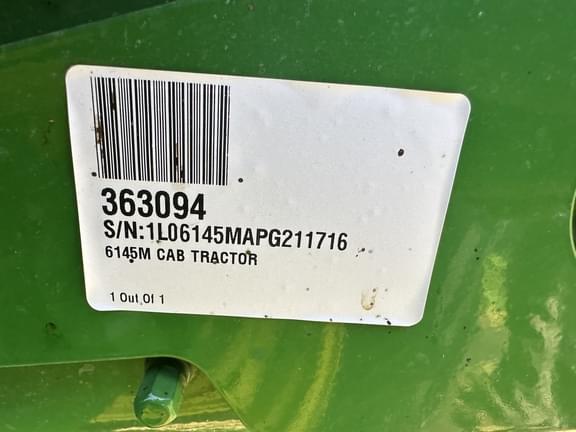 363094
S/N:1L06145MAPG211716
6145M CAB TRACTOR
1 Out Of 1